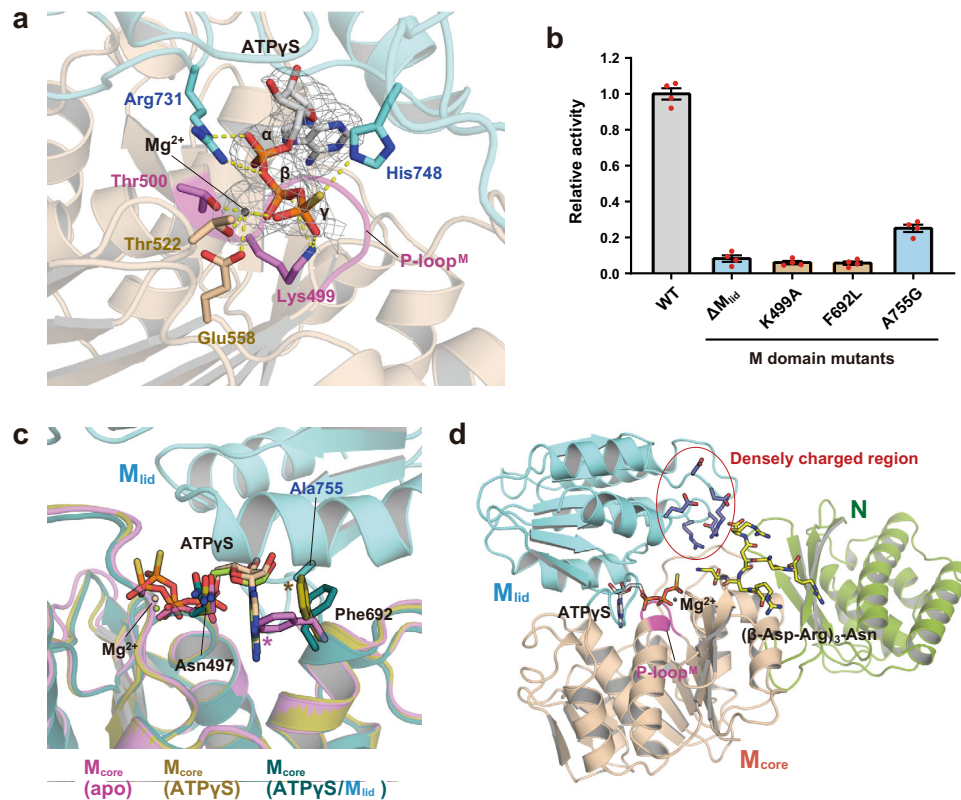 a
ATPγS
Arg731
Mg²⁺
α
β
γ
His748
Thr500
Thr522
P-loopᴹ
Lys499
Glu558
b
Relative activity
1.2
1.0
0.8
0.6
0.4
0.2
0.0
WT
ΔMlid
K499A
F692L
A755G
M domain mutants
c
Mlid
Ala755
ATPγS
*
Phe692
Mg²⁺
*
Asn497
Mcore
(apo)
Mcore
(ATPγS)
Mcore
(ATPγS/Mlid)
d
Densely charged region
N
Mlid
ATPγS
Mg²⁺
(β-Asp-Arg)₃-Asn
P-loopᴹ
Mcore